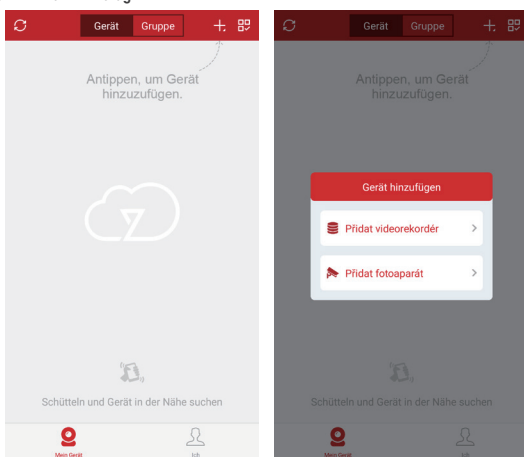 Gerät Gruppe
Antippen, um Gerät
hinzuzufügen.
Schütteln und Gerät in der Nähe suchen
Mein Gerät Ich
Gerät Gruppe
Antippen, um Gerät
hinzuzufügen.
Gerät hinzufügen
Přidat videorekordér
Přidat fotoaparát
Schütteln und Gerät in der Nähe suchen
Mein Gerät Ich